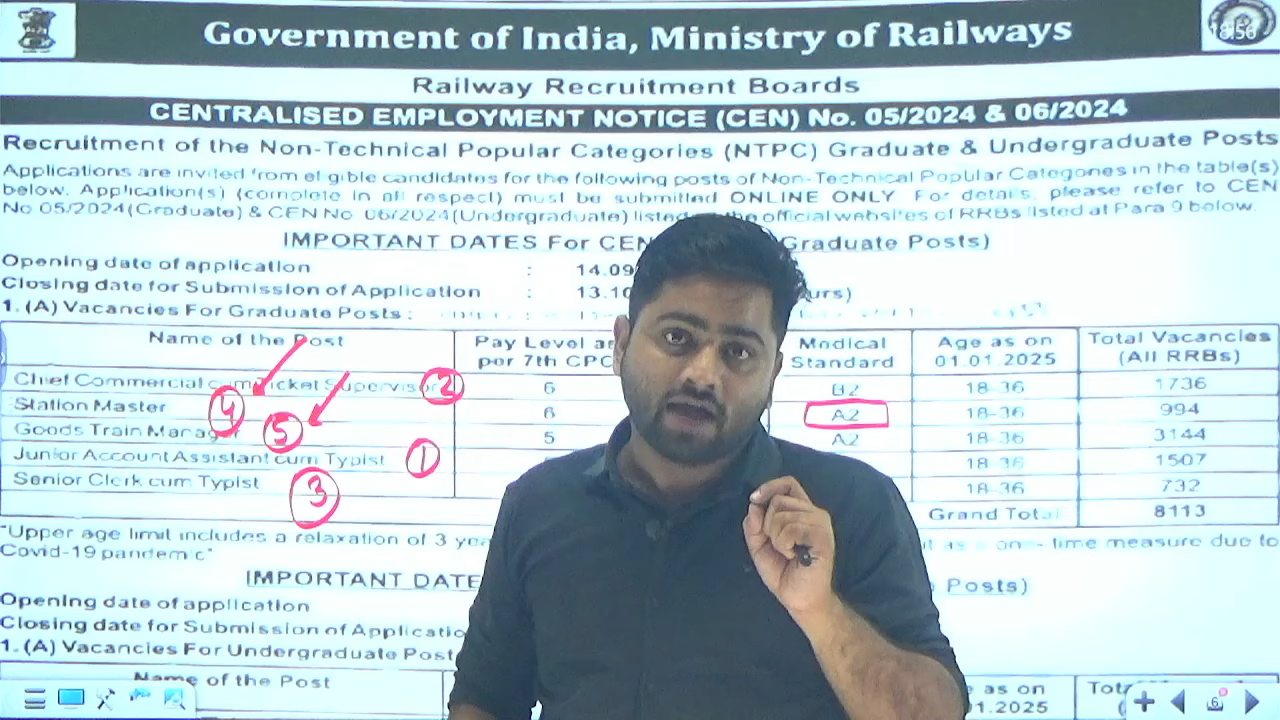 18:56
Government of India, Ministry of Railways
Railway Recruitment Boards
CENTRALISED EMPLOYMENT NOTICE (CEN) No. 05/2024 & 06/2024
Recruitment of the Non-Technical Popular Categories (NTPC) Graduate & Undergraduate Posts
Applications are invited from eligible candidates for the following posts of Non-Technical Popular Categories in the table(s)
below. Application(s) (complete in all respect) must be submitted ONLINE ONLY For details, please refer to CEN
No 05/2024(Graduate) & CEN No 06/2024(Undergraduate) listed official websites of RRBs listed at Para 9 below.
IMPORTANT DATES For CEN Graduate Posts)
Opening date of application : 14.09
Closing date for Submission of Application : 13.10 urs)
1. (A) Vacancies For Graduate Posts :
Name of the Post Pay Level as per 7th CPC Medical Standard Age as on 01.01.2025 Total Vacancies (All RRBs)
Chief Commercial cum Ticket Supervisor 2 6 B2 18-36 1736
Station Master 4 6 A2 18-36 994
Goods Train Manager 5 5 A2 18-36 3144
Junior Account Assistant cum Typist 1 18-36 1507
Senior Clerk cum Typist 3 18-36 732
Grand Total 8113
*Upper age limit includes a relaxation of 3 yea as a one-time measure due to
Covid-19 pandemic*
IMPORTANT DATE Posts)
Opening date of application
Closing date for Submission of Applicatio
1. (A) Vacancies For Undergraduate Post
Name of the Post as on 1.2025 Tot